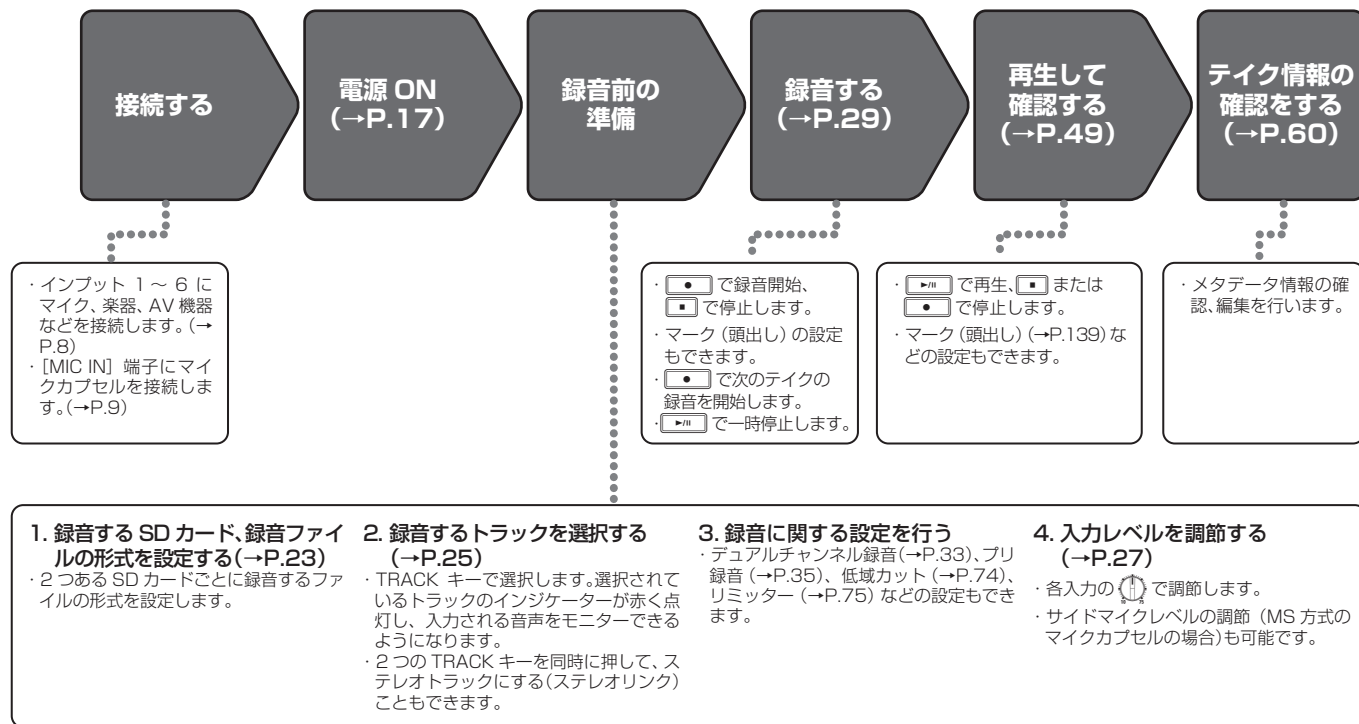 接続する
電源 ON
(→P.17)
録音前の
準備
録音する
(→P.29)
再生して
確認する
(→P.49)
テイク情報の
確認をする
(→P.60)
· インプット 1 ~ 6 に
マイク、楽器、AV 機器
などを接続します。(→
P.8)
· [MIC IN] 端子にマイ
クカプセルを接続しま
す。(→P.9)
· ● で録音開始、
■ で停止します。
· マーク (頭出し) の設定
もできます。
· ● で次のテイクの
録音を開始します。
· ►/II で一時停止します。
· ►/II で再生、■ または
● で停止します。
· マーク (頭出し) (→P.139) な
どの設定もできます。
· メタデータ情報の確
認、編集を行います。
1. 録音する SD カード、録音ファイ
ルの形式を設定する(→P.23)
· 2 つある SD カードごとに録音するファ
イルの形式を設定します。
2. 録音するトラックを選択する
(→P.25)
· TRACK キーで選択します。選択されて
いるトラックのインジケーターが赤く点
灯し、入力される音声をモニターできる
ようになります。
· 2 つの TRACK キーを同時に押して、ス
テレオトラックにする(ステレオリンク)
こともできます。
3. 録音に関する設定を行う
· デュアルチャンネル録音(→P.33)、プリ
録音 (→P.35)、低域カット (→P.74)、
リミッター (→P.75) などの設定もでき
ます。
4. 入力レベルを調節する
(→P.27)
· 各入力の で調節します。
· サイドマイクレベルの調節 (MS 方式の
マイクカプセルの場合)も可能です。